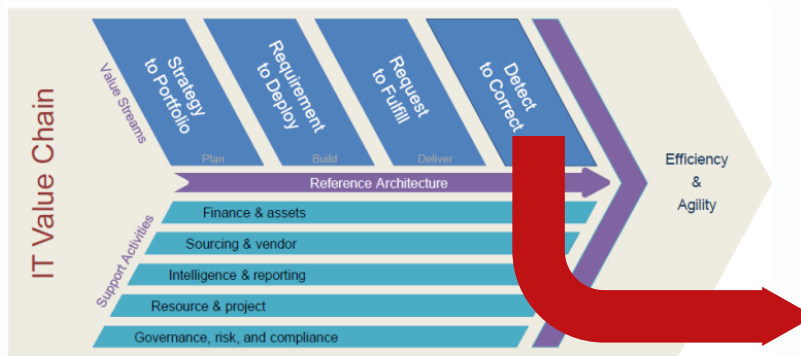 IT Value Chain
Value Streams
Strategy
to Portfolio
Plan
Requirement
to Deploy
Build
Request
to Fulfill
Deliver
Detect
to Correct
Reference Architecture
Efficiency
&
Agility
Support Activities
Finance & assets
Sourcing & vendor
Intelligence & reporting
Resource & project
Governance, risk, and compliance